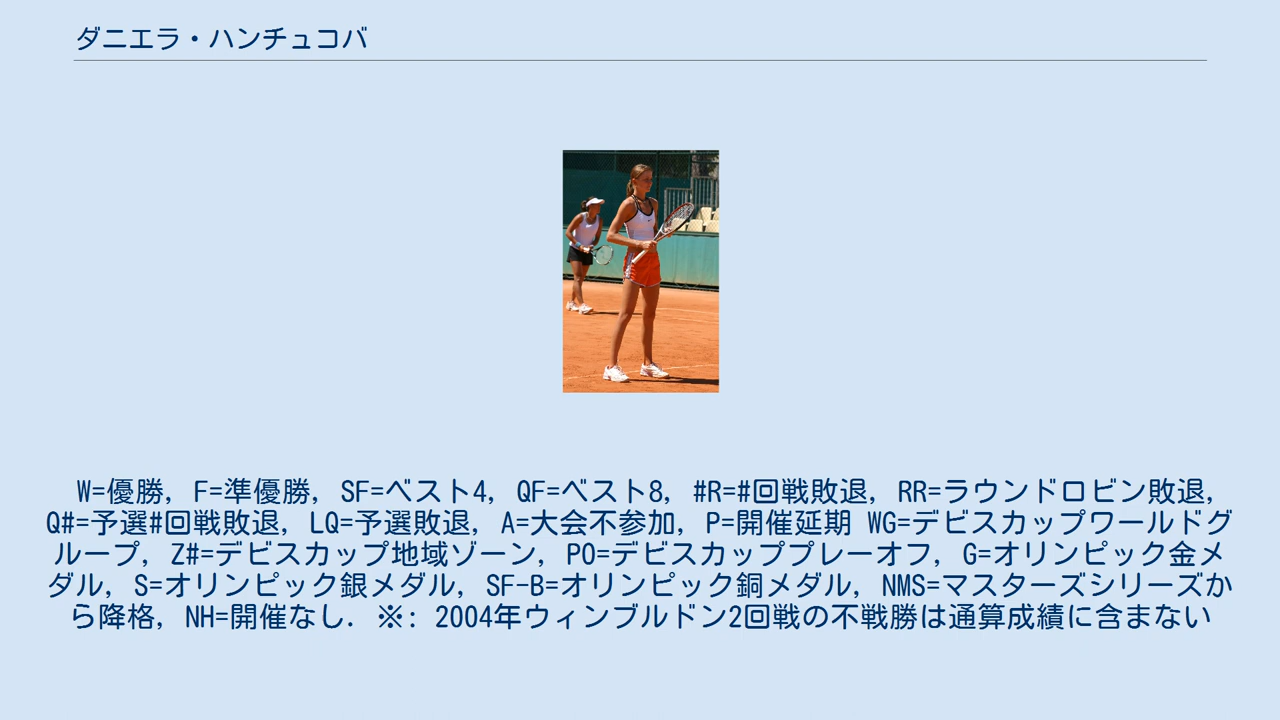 ダニエラ・ハンチュコバ
W=優勝, F=準優勝, SF=ベスト4, QF=ベスト8, #R=#回戦敗退, RR=ラウンドロビン敗退,
Q#=予選#回戦敗退, LQ=予選敗退, A=大会不参加, P=開催延期 WG=デビスカップワールドグ
ループ, Z#=デビスカップ地域ゾーン, PO=デビスカッププレーオフ, G=オリンピック金メ
ダル, S=オリンピック銀メダル, SF-B=オリンピック銅メダル, NMS=マスターズシリーズか
ら降格, NH=開催なし. ※: 2004年ウィンブルドン2回戦の不戦勝は通算成績に含まない